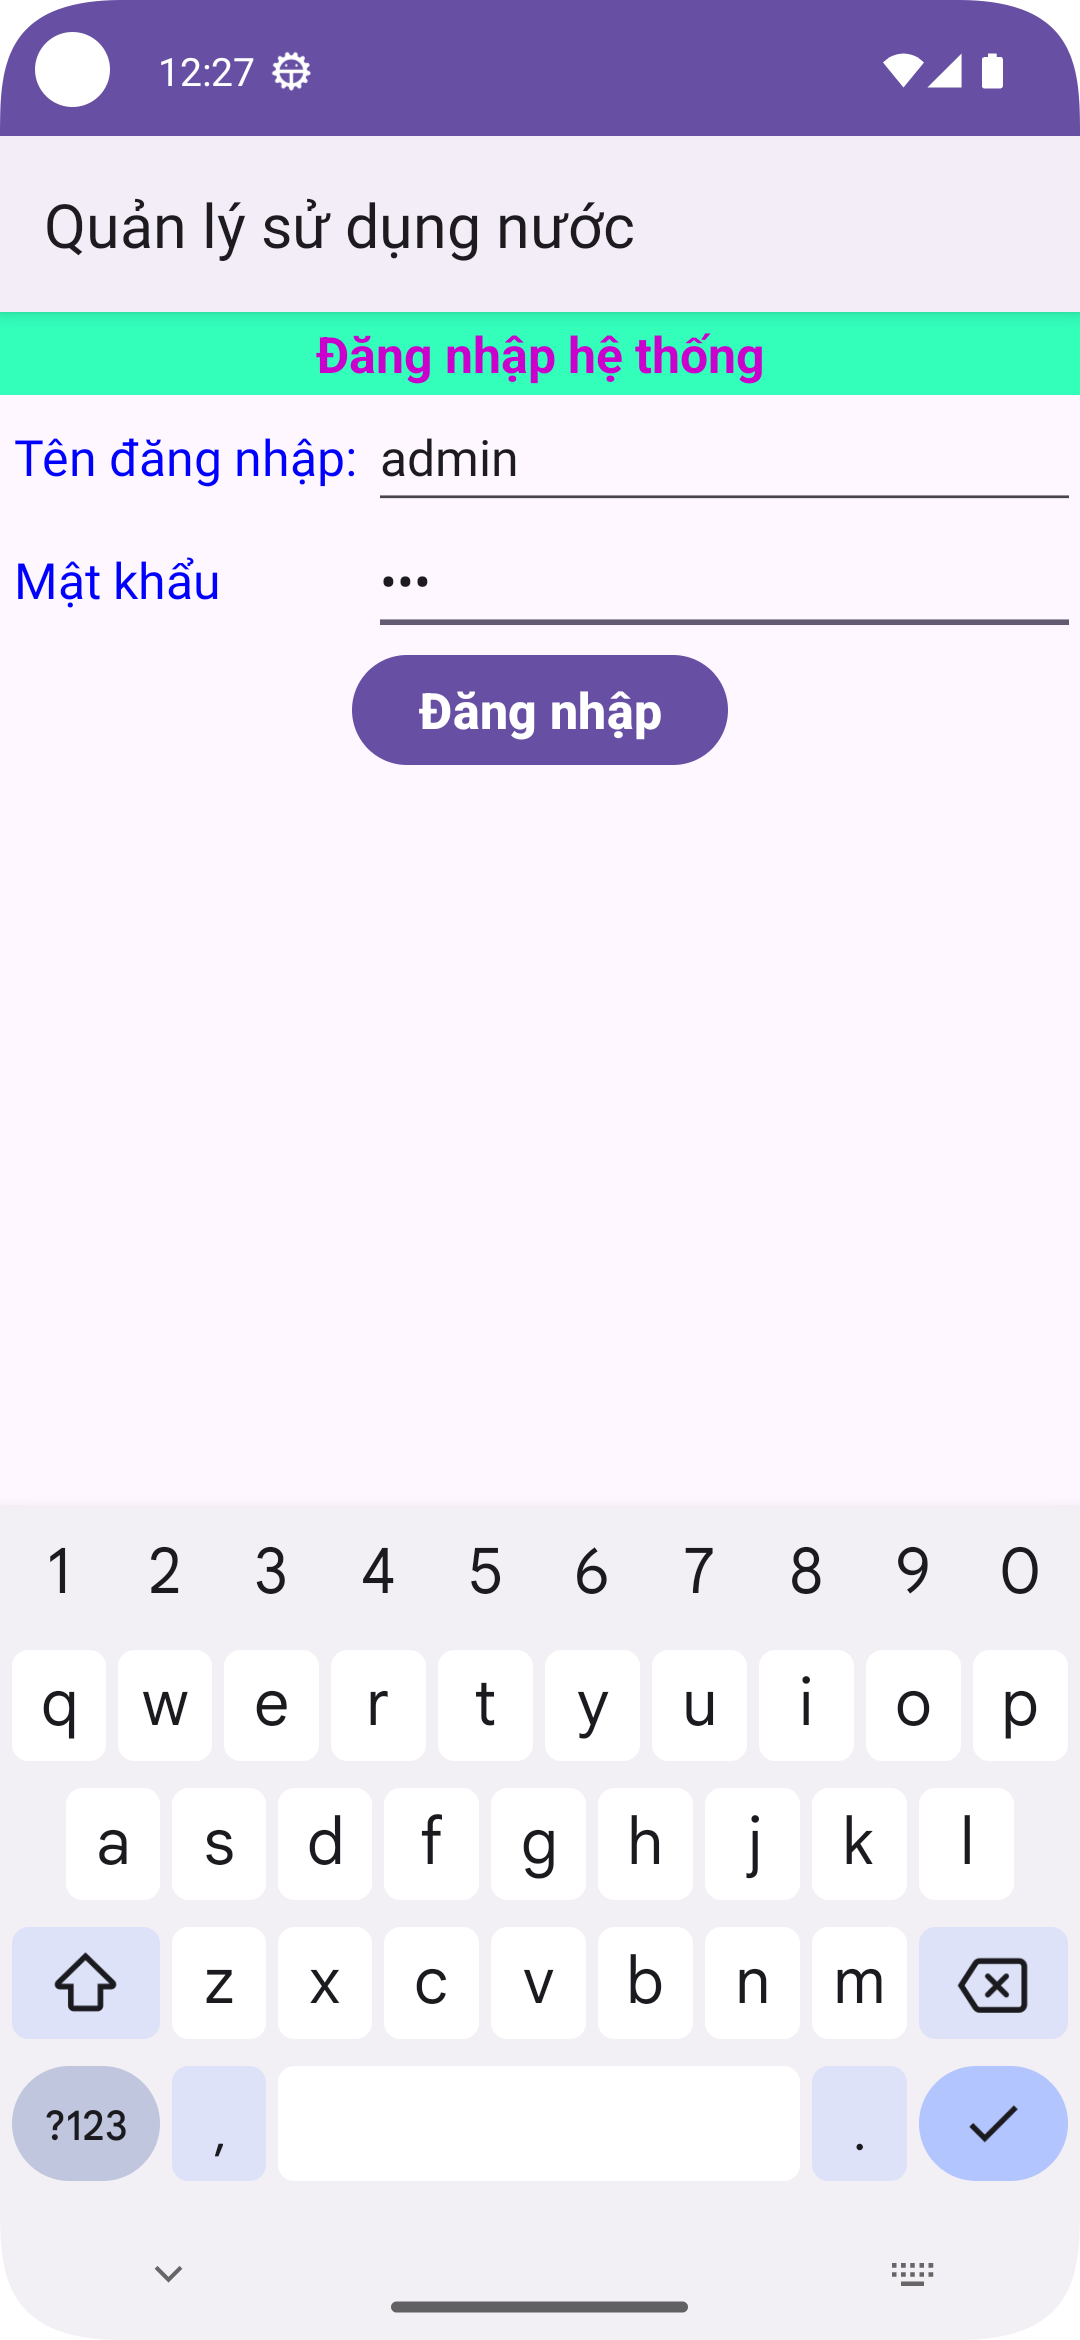 12:27
Quản lý sử dụng nước
Đăng nhập hệ thống
Tên đăng nhập: admin
Mật khẩu •••
Đăng nhập
1 2 3 4 5 6 7 8 9 0
q w e r t y u i o p
a s d f g h j k l
z x c v b n m
?123 , .